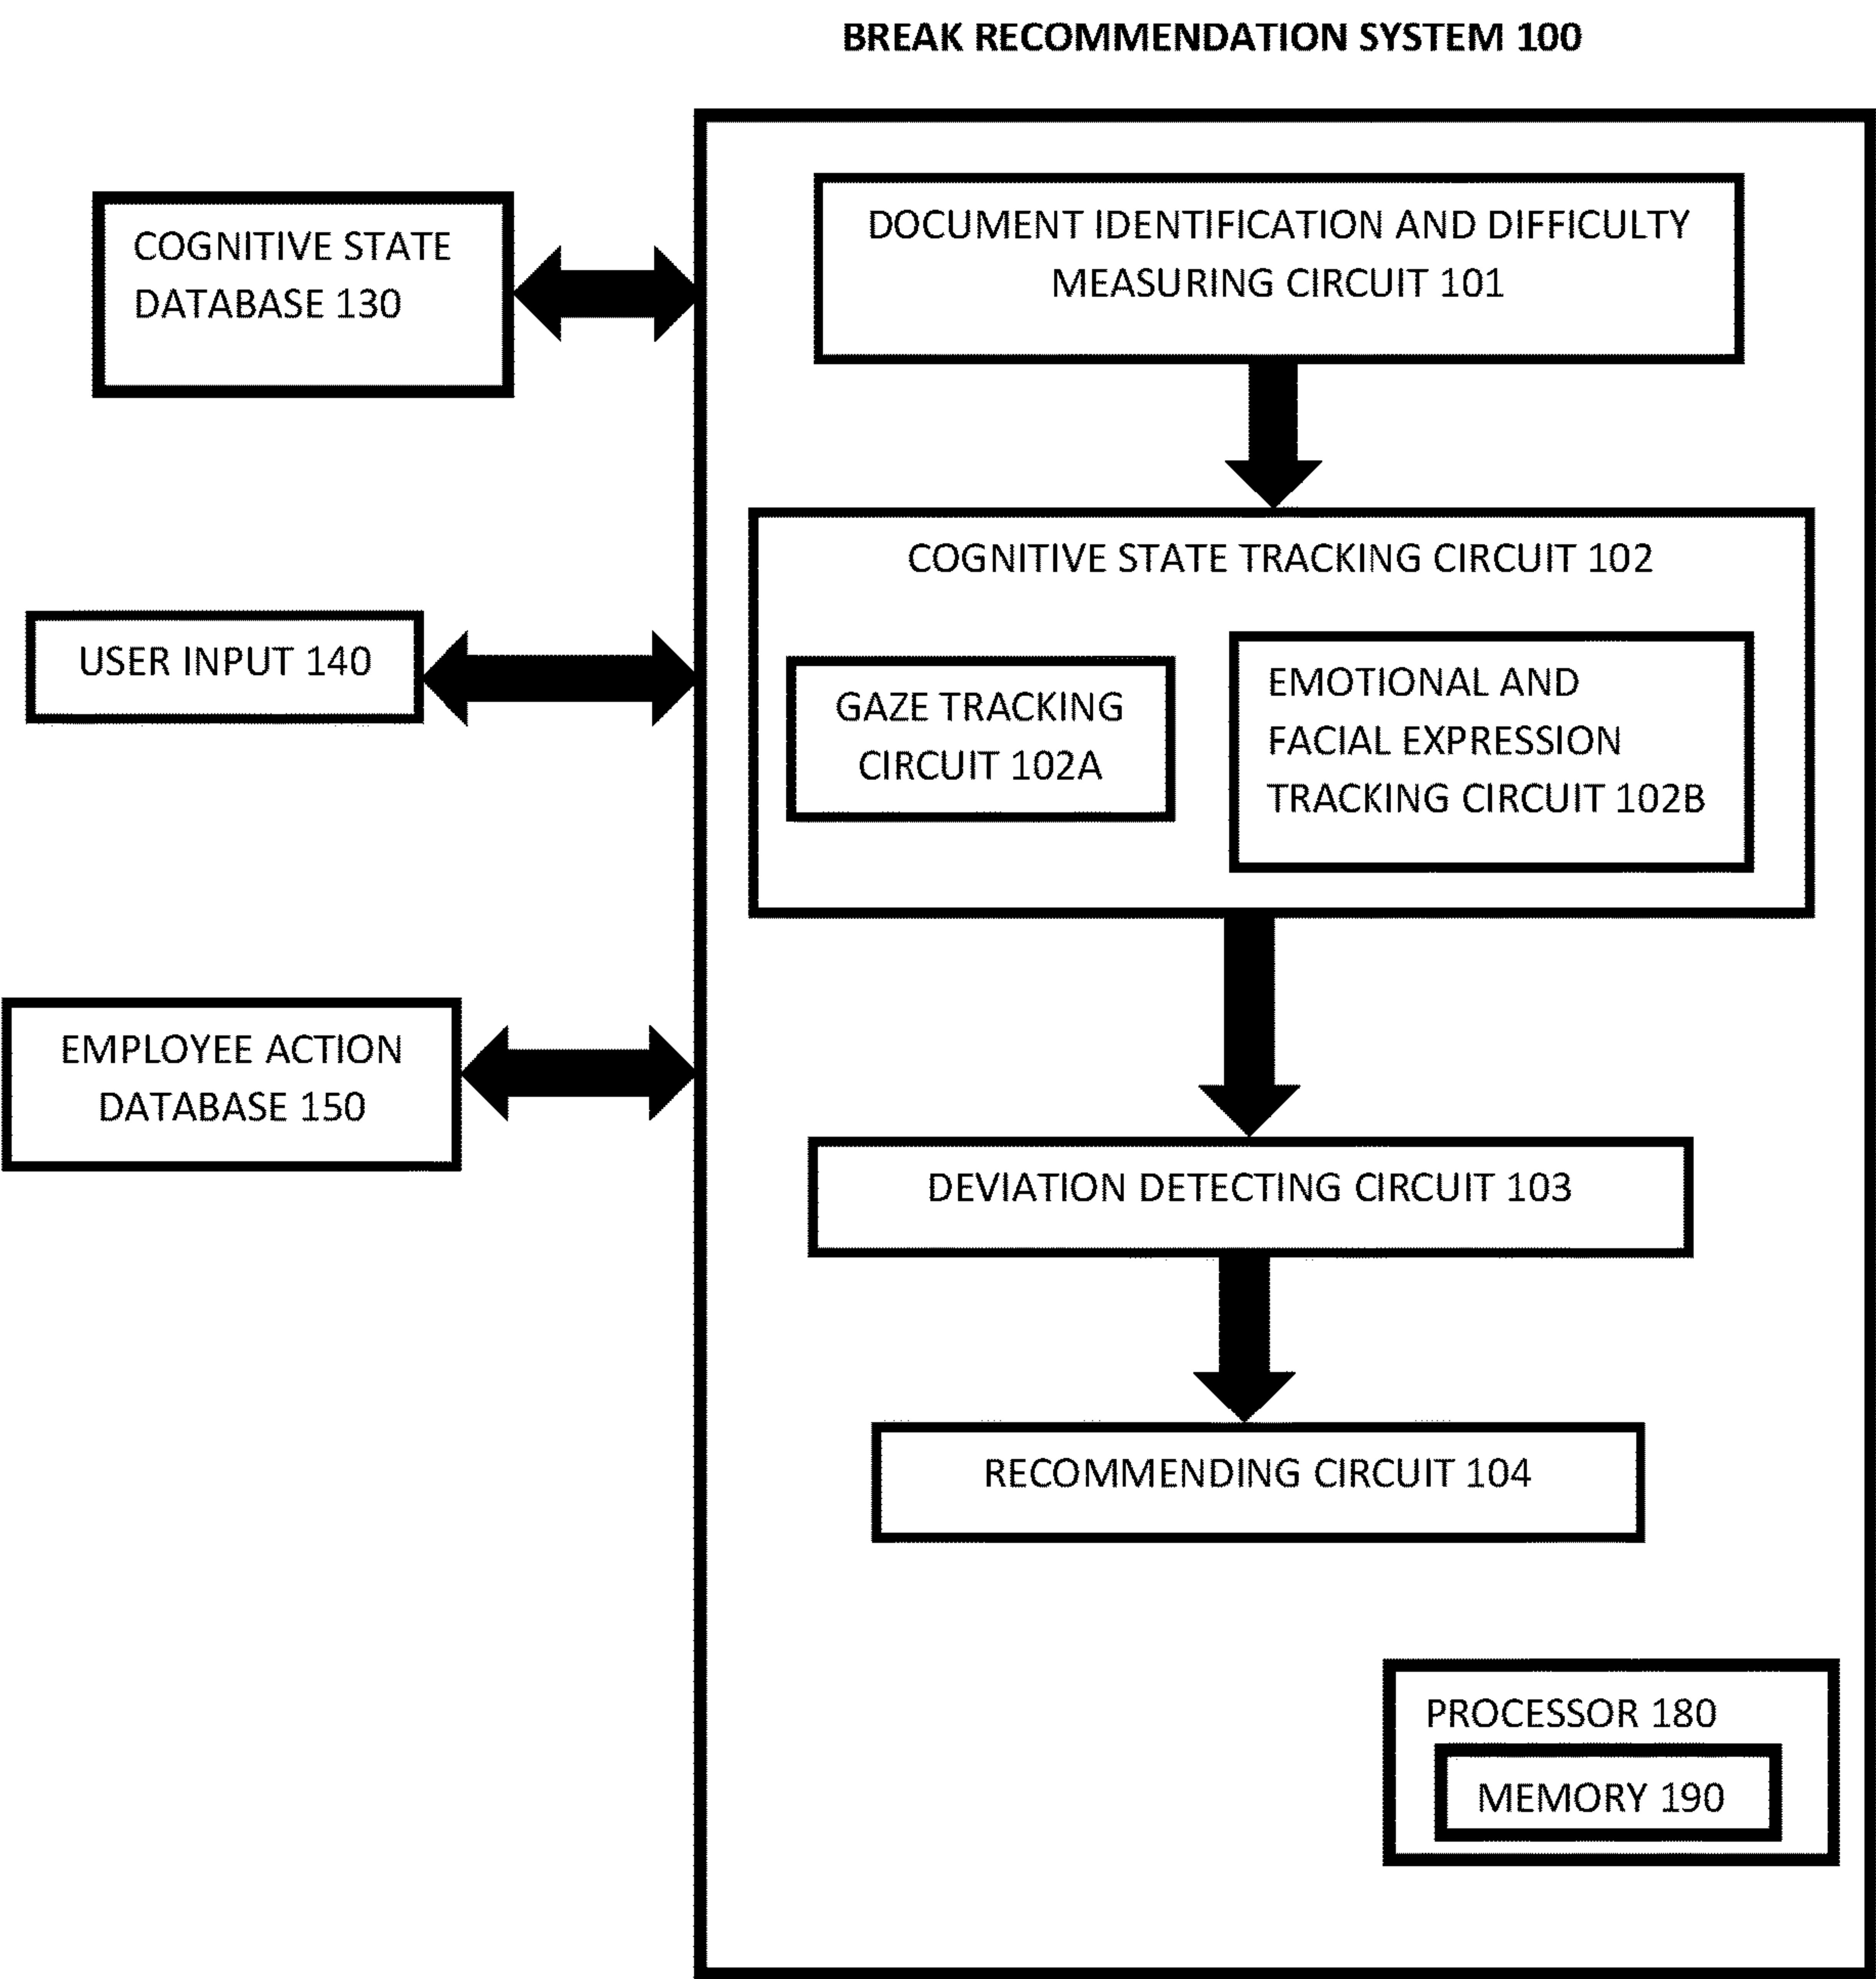 BREAK RECOMMENDATION SYSTEM 100
COGNITIVE STATE
DATABASE 130
USER INPUT 140
EMPLOYEE ACTION
DATABASE 150
DOCUMENT IDENTIFICATION AND DIFFICULTY
MEASURING CIRCUIT 101
COGNITIVE STATE TRACKING CIRCUIT 102
GAZE TRACKING
CIRCUIT 102A
EMOTIONAL AND
FACIAL EXPRESSION
TRACKING CIRCUIT 102B
DEVIATION DETECTING CIRCUIT 103
RECOMMENDING CIRCUIT 104
PROCESSOR 180
MEMORY 190